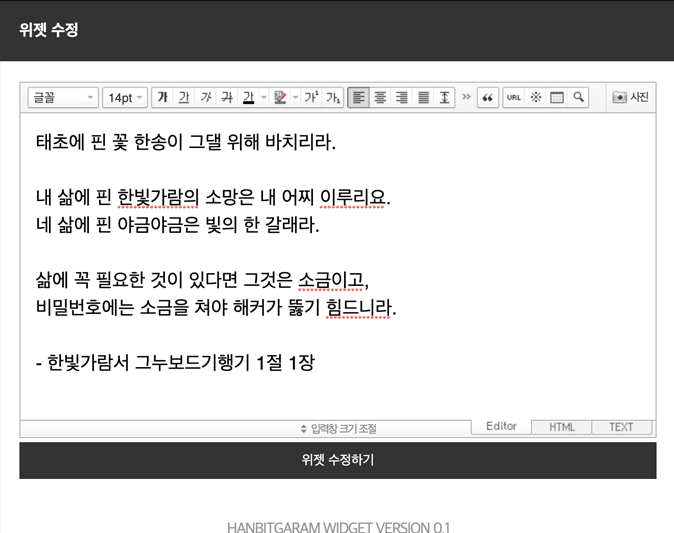 위젯 수정
글꼴 14pt 가 가 가 가 가 가¹ 가₁ URL 사진
태초에 핀 꽃 한송이 그댈 위해 바치리라.
내 삶에 핀 한빛가람의 소망은 내 어찌 이루리요.
네 삶에 핀 야금야금은 빛의 한 갈래라.
삶에 꼭 필요한 것이 있다면 그것은 소금이고,
비밀번호에는 소금을 쳐야 해커가 뚫기 힘드니라.
- 한빛가람서 그누보드기행기 1절 1장
입력창 크기 조절 Editor HTML TEXT
위젯 수정하기
HANBITGARAM WIDGET VERSION 0.1